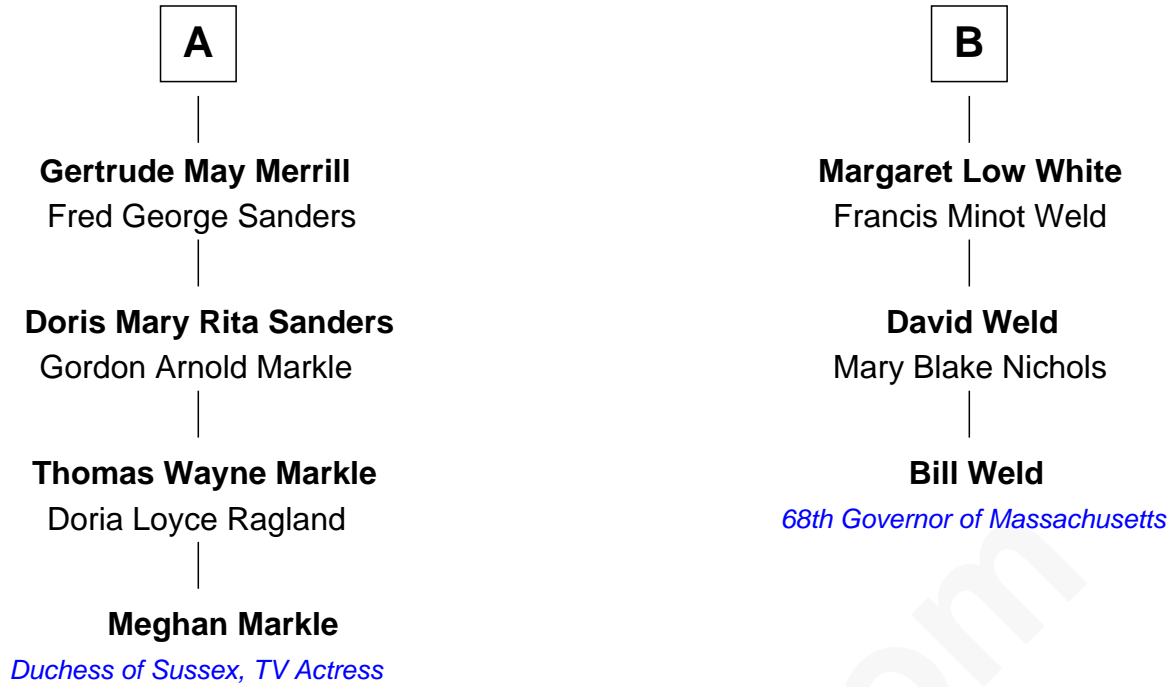 A
Gertrude May Merrill
Fred George Sanders
Doris Mary Rita Sanders
Gordon Arnold Markle
Thomas Wayne Markle
Doria Loyce Ragland
Meghan Markle
Duchess of Sussex, TV Actress
B
Margaret Low White
Francis Minot Weld
David Weld
Mary Blake Nichols
Bill Weld
68th Governor of Massachusetts
om